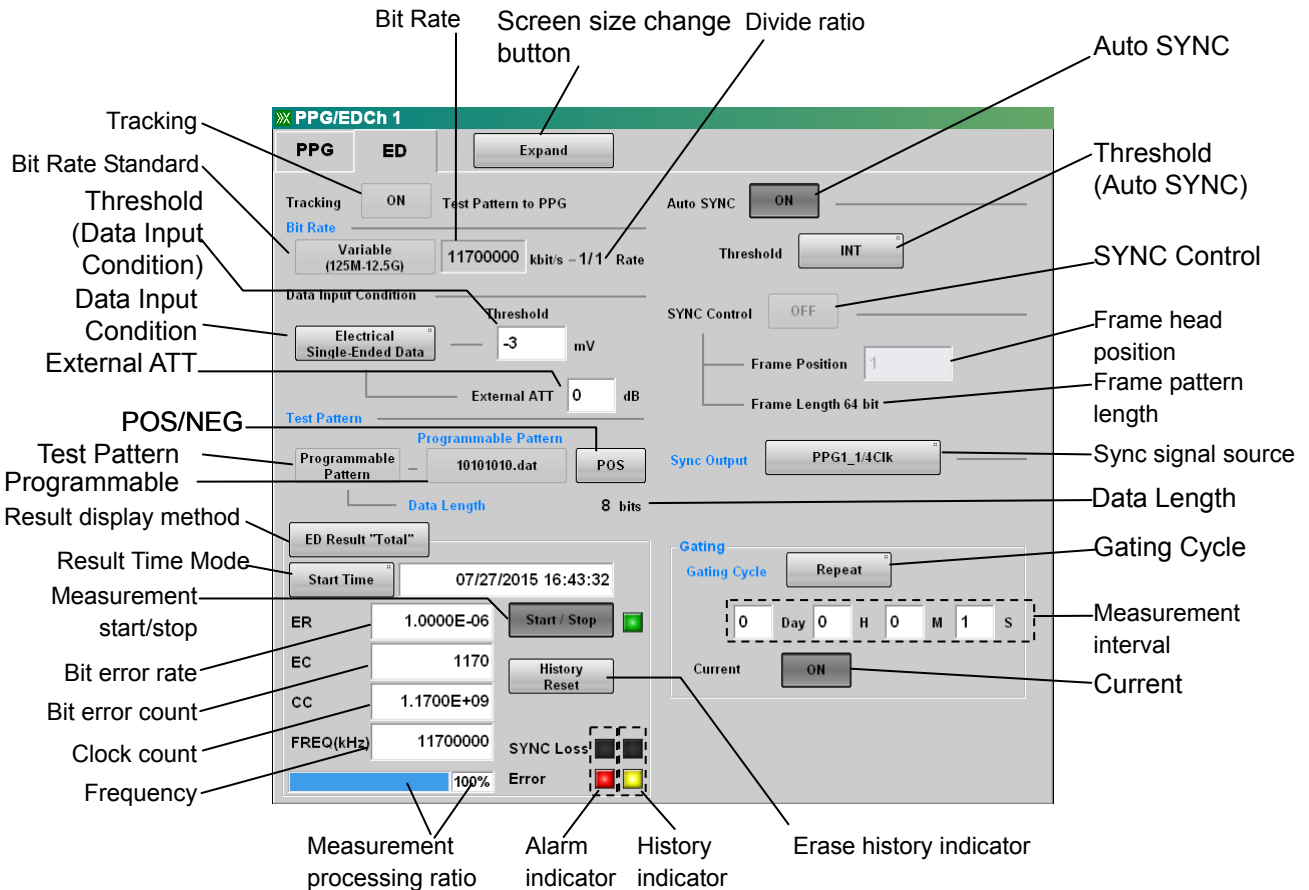 Bit Rate
Screen size change
button
Divide ratio
Auto SYNC
Tracking
Bit Rate Standard
Threshold
(Data Input
Condition)
Data Input
Condition
External ATT
POS/NEG
Test Pattern
Programmable
Result display method
Result Time Mode
Measurement
start/stop
Bit error rate
Bit error count
Clock count
Frequency
PPG/EDCh 1
PPG
ED
Expand
Tracking
ON
Test Pattern to PPG
Bit Rate
Variable
(125M-12.5G)
11700000 kbit/s – 1/1 Rate
Data Input Condition
Threshold
Electrical
Single-Ended Data
-3 mV
External ATT 0 dB
Test Pattern
Programmable Pattern
Programmable
Pattern
10101010.dat
POS
Data Length
8 bits
ED Result "Total"
Start Time
07/27/2015 16:43:32
ER 1.0000E-06
Start / Stop
EC 1170
History
Reset
CC 1.1700E+09
FREQ(kHz) 11700000
SYNC Loss
100%
Error
Auto SYNC
ON
Threshold
INT
SYNC Control
OFF
Frame Position
1
Frame Length 64 bit
Sync Output
PPG1_1/4Clk
Gating
Gating Cycle
Repeat
0 Day 0 H 0 M 1 S
Current
ON
Threshold
(Auto SYNC)
SYNC Control
Frame head
position
Frame pattern
length
Sync signal source
Data Length
Gating Cycle
Measurement
interval
Current
Measurement
processing ratio
Alarm
indicator
History
indicator
Erase history indicator